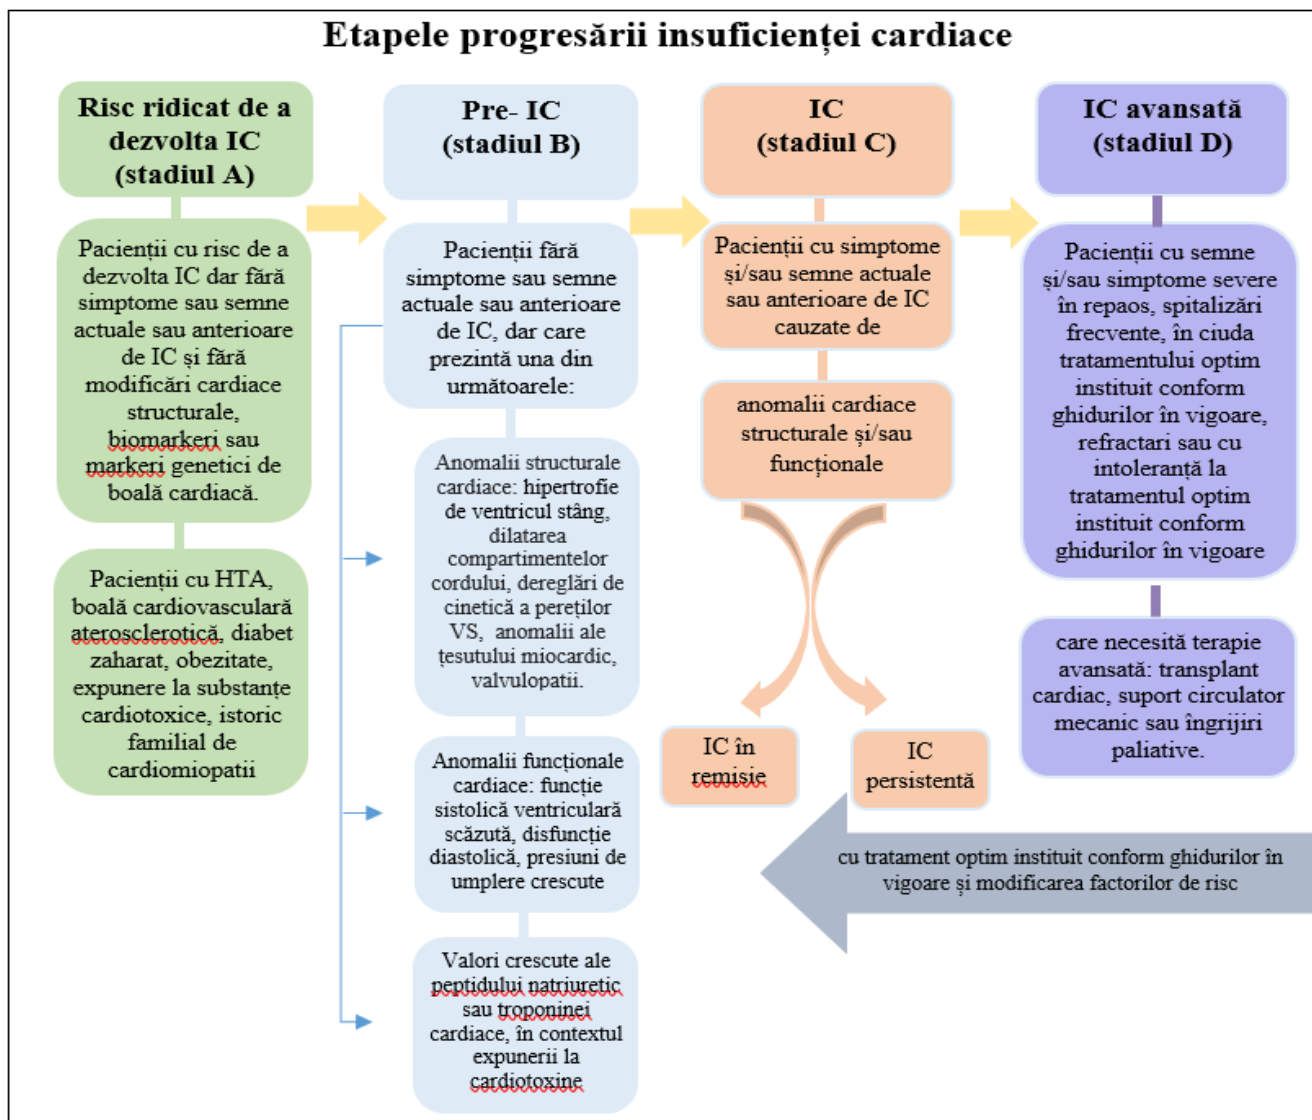 Etapele progresării insuficienței cardiace
Risc ridicat de a
dezvolta IC
(stadiul A)
Pacienții cu risc de a
dezvolta IC dar fără
simptome sau semne
actuale sau anterioare
de IC și fără
modificări cardiace
structurale,
biomarkeri sau
markeri genetici de
boală cardiacă.
Pacienții cu HTA,
boală cardiovasculară
aterosclerotică, diabet
zaharat, obezitate,
expunere la substanțe
cardiotoxice, istoric
familial de
cardiomiopatii
Pre- IC
(stadiul B)
Pacienții fără
simptome sau semne
actuale sau anterioare
de IC, dar care
prezintă una din
următoarele:
Anomalii structurale
cardiace: hipertrofie
de ventricul stâng,
dilatarea
compartimentelor
cordului, dereglări de
cinetică a pereților
VS, anomalii ale
țesutului miocardic,
valvulopatii.
Anomalii funcționale
cardiace: funcție
sistolică ventriculară
scăzută, disfuncție
diastolică, presiuni de
umplere crescute
Valori crescute ale
peptidului natriuretic
sau troponinei
cardiace, în contextul
expunerii la
cardiotoxine
IC
(stadiul C)
Pacienții cu simptome
și/sau semne actuale
sau anterioare de IC
cauzate de
anomalii cardiace
structurale și/sau
funcționale
IC în
remisie
IC
persistentă
IC avansată
(stadiul D)
Pacienții cu semne
și/sau simptome severe
în repaos, spitalizări
frecvente, în ciuda
tratamentului optim
instituit conform
ghidurilor în vigoare,
refractari sau cu
intoleranță la
tratamentul optim
instituit conform
ghidurilor în vigoare
care necesită terapie
avansată: transplant
cardiac, suport circulator
mecanic sau îngrijiri
paliative.
cu tratament optim instituit conform ghidurilor în
vigoare și modificarea factorilor de risc